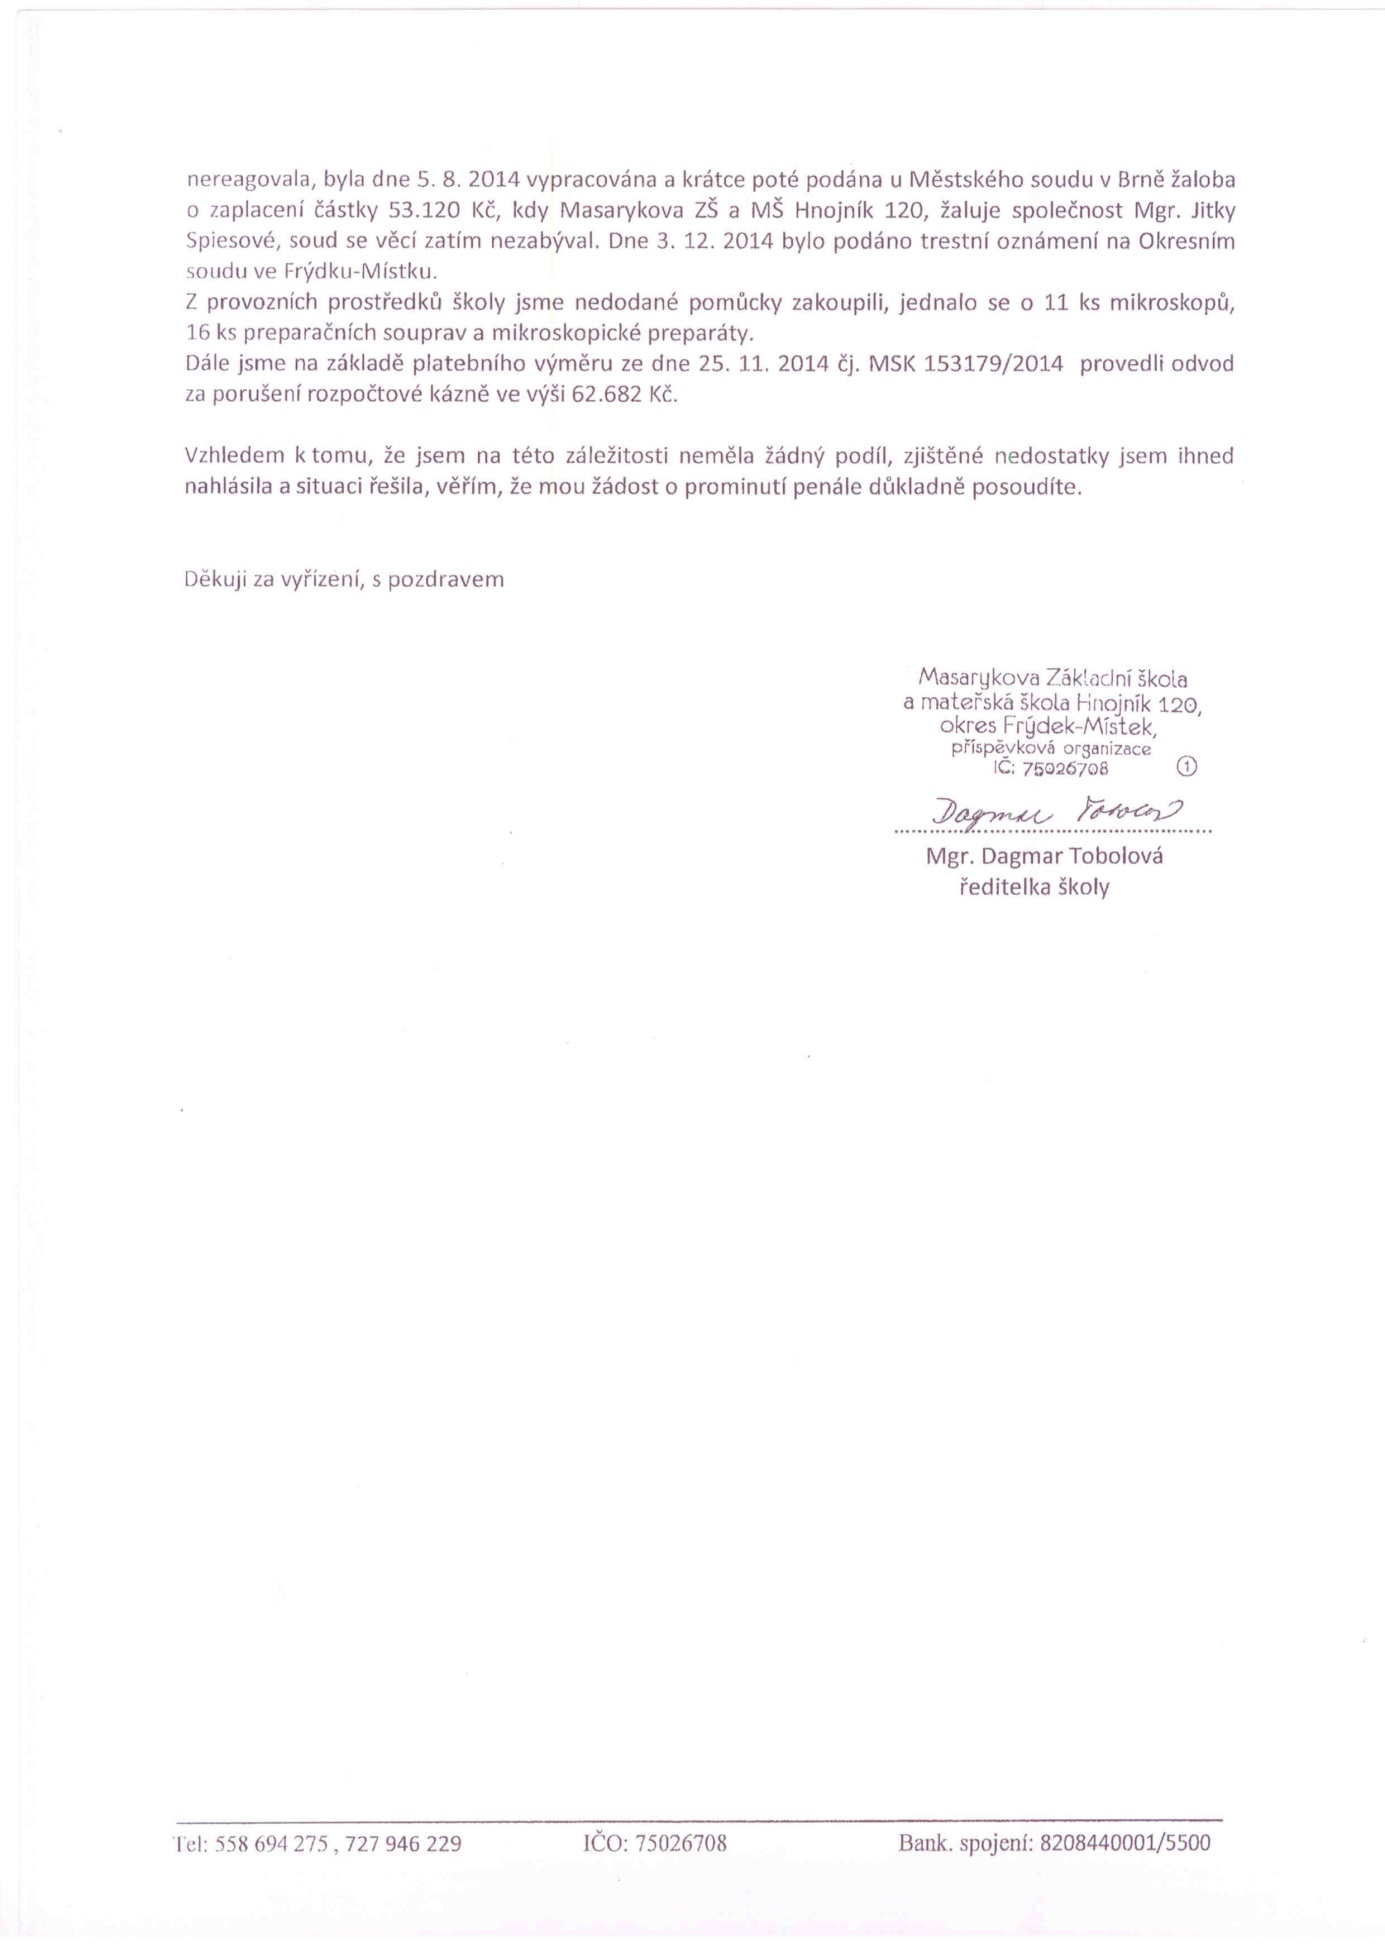 nereagovala, byla dne 5. 8. 2014 vypracována a krátce poté podána u Městského soudu v Brně žaloba
o zaplacení částky 53.120 Kč, kdy Masarykova ZŠ a MŠ Hnojník 120, žaluje společnost Mgr. Jitky
Spiesové, soud se věcí zatím nezabýval. Dne 3. 12. 2014 bylo podáno trestní oznámení na Okresním
soudu ve Frýdku-Místku.
Z provozních prostředků školy jsme nedodané pomůcky zakoupili, jednalo se o 11 ks mikroskopů,
16 ks preparačních souprav a mikroskopické preparáty.
Dále jsme na základě platebního výměru ze dne 25. 11. 2014 čj. MSK 153179/2014 provedli odvod
za porušení rozpočtové kázně ve výši 62.682 Kč.
Vzhledem k tomu, že jsem na této záležitosti neměla žádný podíl, zjištěné nedostatky jsem ihned
nahlásila a situaci řešila, věřím, že mou žádost o prominutí penále důkladně posoudíte.
Děkuji za vyřízení, s pozdravem
Masarykova Základní škola
a mateřská škola Hnojník 120,
okres Frýdek-Místek,
příspěvková organizace
IČ: 75026708 1
Dagmar
Mgr. Dagmar Tobolová
ředitelka školy
Tel: 558 694 275 , 727 946 229 IČO: 75026708 Bank. spojení: 8208440001/5500